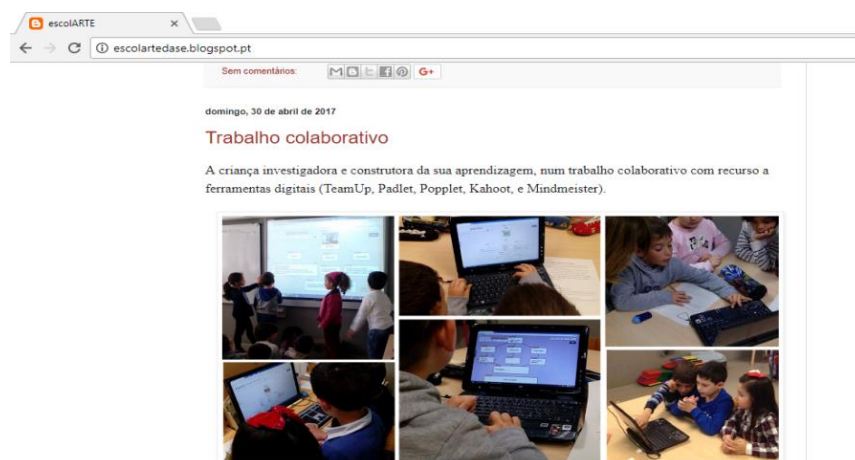 escolARTE
escolartedase.blogspot.pt
Sem comentários:
G+
domingo, 30 de abril de 2017
Trabalho colaborativo
A criança investigadora e construtora da sua aprendizagem, num trabalho colaborativo com recurso a
ferramentas digitais (TeamUp, Padlet, Popplet, Kahoot, e Mindmeister).